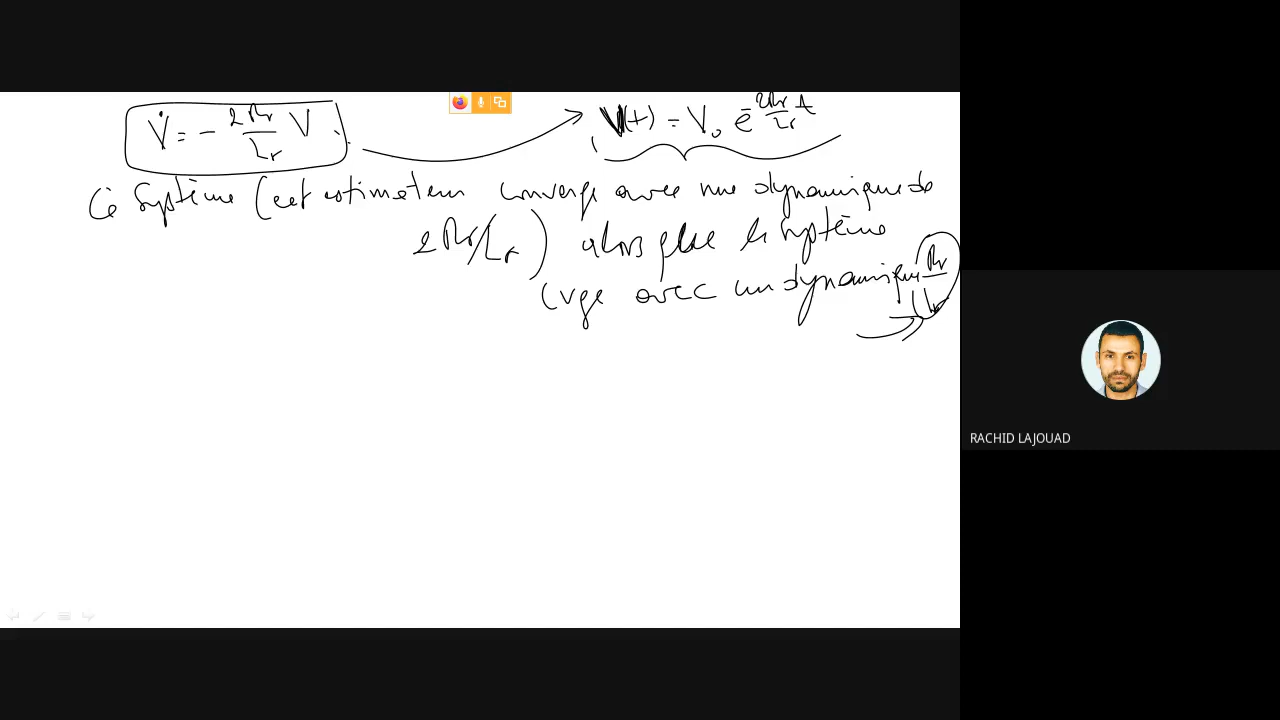 V̇ = - 2Rr/Lr V → V(t) = V₀ e^(-2Rr/Lr t)
Ce Système (cet estimateur converge avec une dynamique de
2Rr/Lr) alors que le système
cvge avec un dynamique Rr/Lr
RACHID LAJOUAD